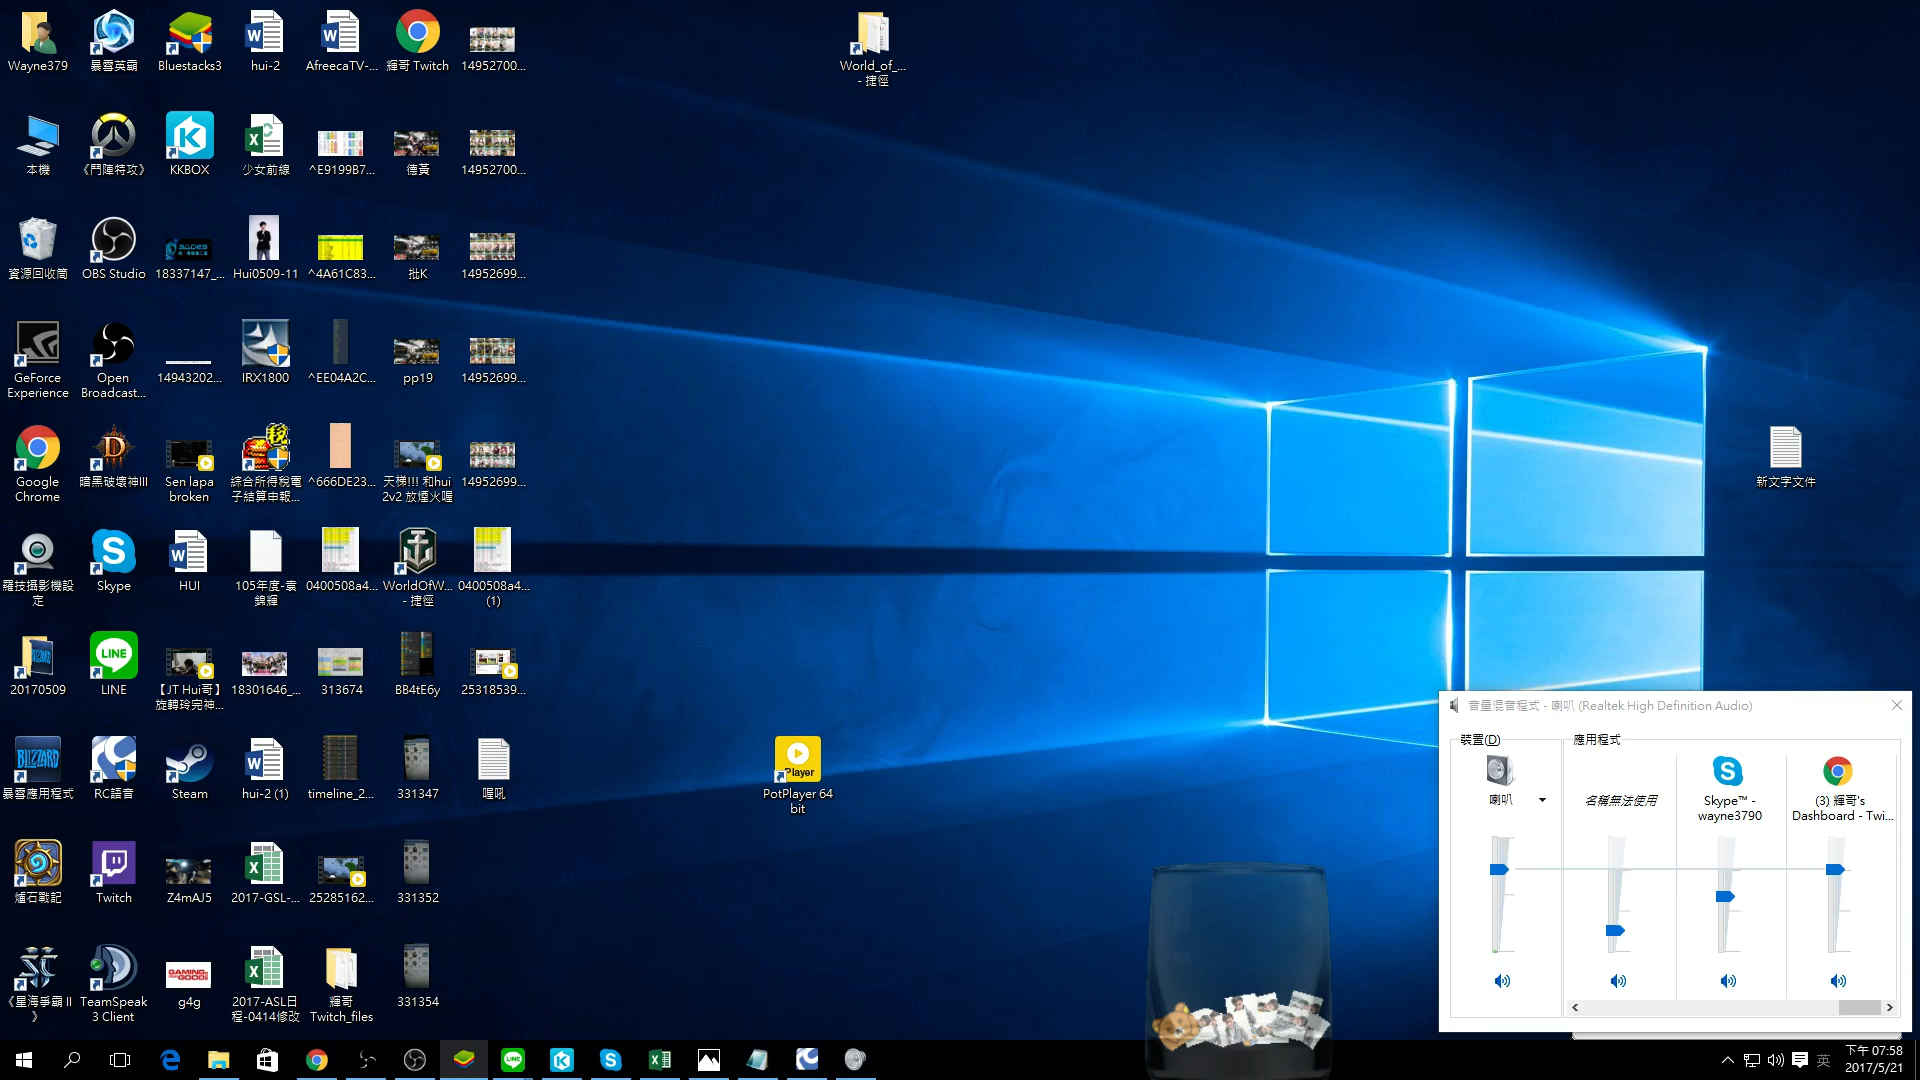 Wayne379
暴雪英霸
Bluestacks3
hui-2
AfreecaTV-...
輝哥 Twitch
14952700...
World_of_...
- 捷徑
本機
《鬥陣特攻》
KKBOX
少女前線
^E9199B7...
德黃
14952700...
資源回收筒
OBS Studio
18337147_...
Hui0509-11
^4A61C83...
批K
14952699...
GeForce
Experience
Open
Broadcast...
14943202...
IRX1800
^EE04A2C...
pp19
14952699...
Google
Chrome
暗黑破壞神III
Sen lapa
broken
綜合所得稅電
子結算申報...
^666DE23...
天梯!!! 和hui
2v2 放煙火喔
14952699...
新文字文件
羅技攝影機設
定
Skype
HUI
105年度-袁
錦輝
0400508a4...
WorldOfW...
- 捷徑
0400508a4...
(1)
20170509
LINE
【JT Hui哥】
旋轉玲完神...
18301646_...
313674
BB4tE6y
25318539...
暴雪應用程式
RC語音
Steam
hui-2 (1)
timeline_2...
331347
喔吼
Player
PotPlayer 64
bit
爐石戰記
Twitch
Z4mAJ5
2017-GSL-...
25285162...
331352
《星海爭霸 II
》
TeamSpeak
3 Client
g4g
2017-ASL日
程-0414修改
輝哥
Twitch_files
331354
音量混音程式 - 喇叭 (Realtek High Definition Audio)
裝置(D)
應用程式
喇叭
名稱無法使用
Skype™ -
wayne3790
(3) 輝哥's
Dashboard - Twi...
英
下午 07:58
2017/5/21